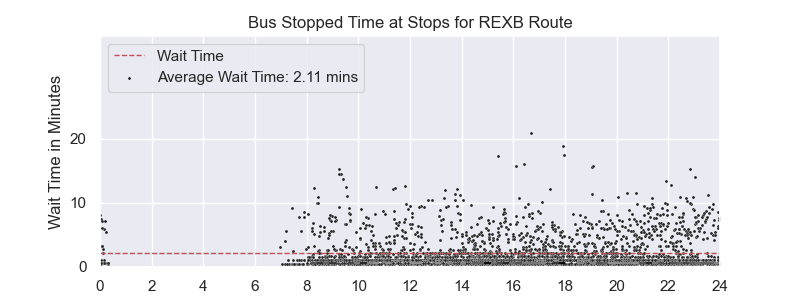 Bus Stopped Time at Stops for REXB Route
Wait Time
Average Wait Time: 2.11 mins
Wait Time in Minutes
20
10
0
0 2 4 6 8 10 12 14 16 18 20 22 24